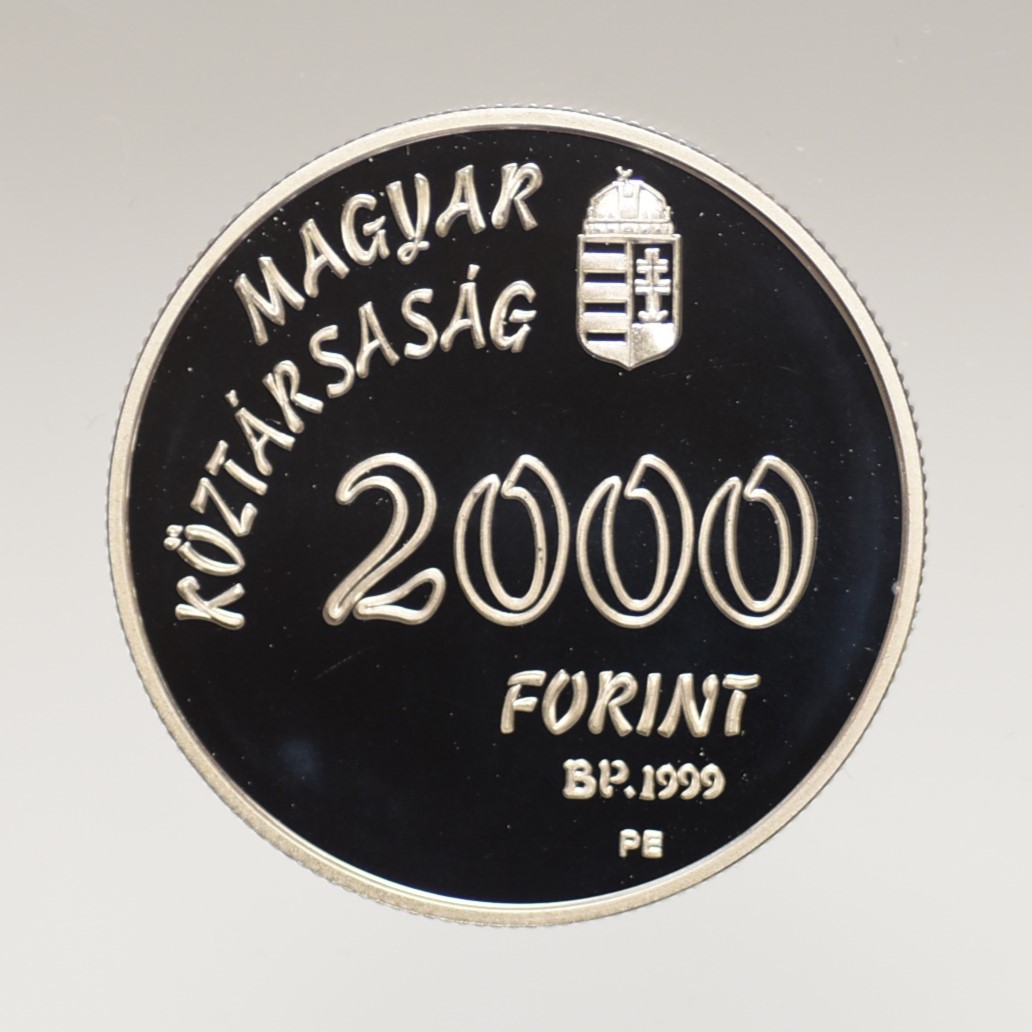 MAGYAR
KÖZTÁRSASÁG
2000
FORINT
BP.1999
PE